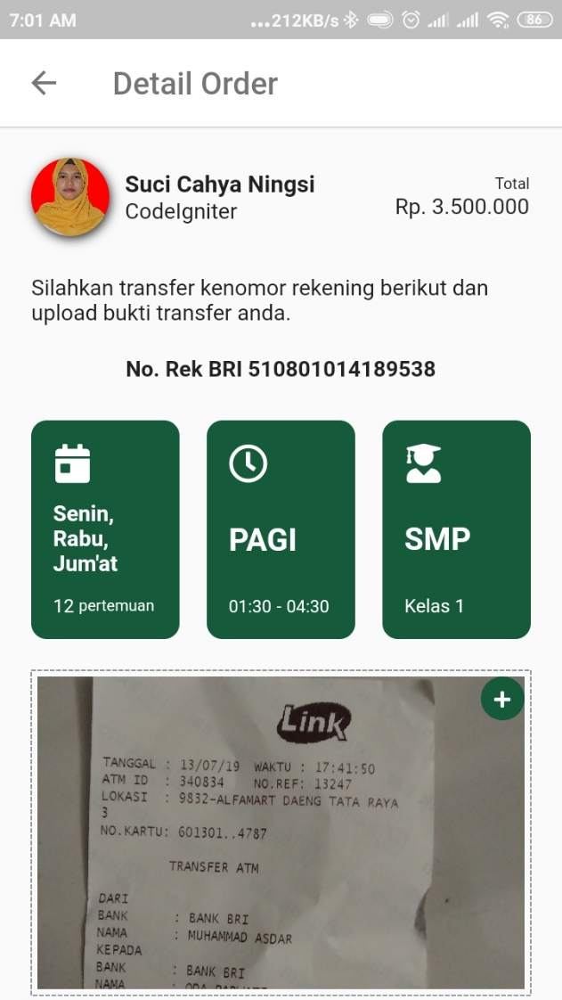 7:01 AM ...212KB/s 86
Detail Order
Suci Cahya Ningsi
CodeIgniter
Total
Rp. 3.500.000
Silahkan transfer kenomor rekening berikut dan
upload bukti transfer anda.
No. Rek BRI 510801014189538
Senin,
Rabu,
Jum'at
12 pertemuan
PAGI
01:30 - 04:30
SMP
Kelas 1
Link
TANGGAL : 13/07/19 WAKTU : 17:41:50
ATM ID : 340834 NO.REF: 13247
LOKASI : 9832-ALFAMART DAENG TATA RAYA
3
NO.KARTU: 601301..4787
TRANSFER ATM
DARI
BANK : BANK BRI
NAMA : MUHAMMAD ASDAR
KEPADA
BANK : BANK BRI
NAMA :